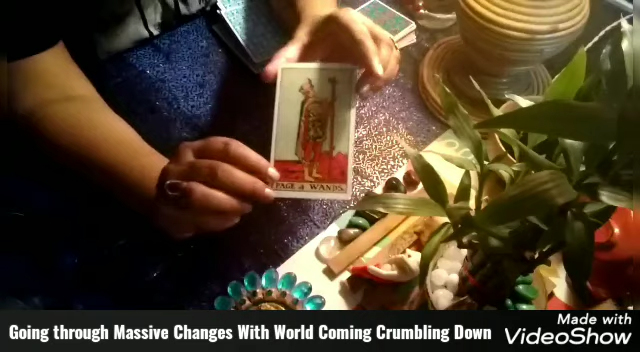 PAGE of WANDS.
Going through Massive Changes With World Coming Crumbling Down
Made with
VideoShow